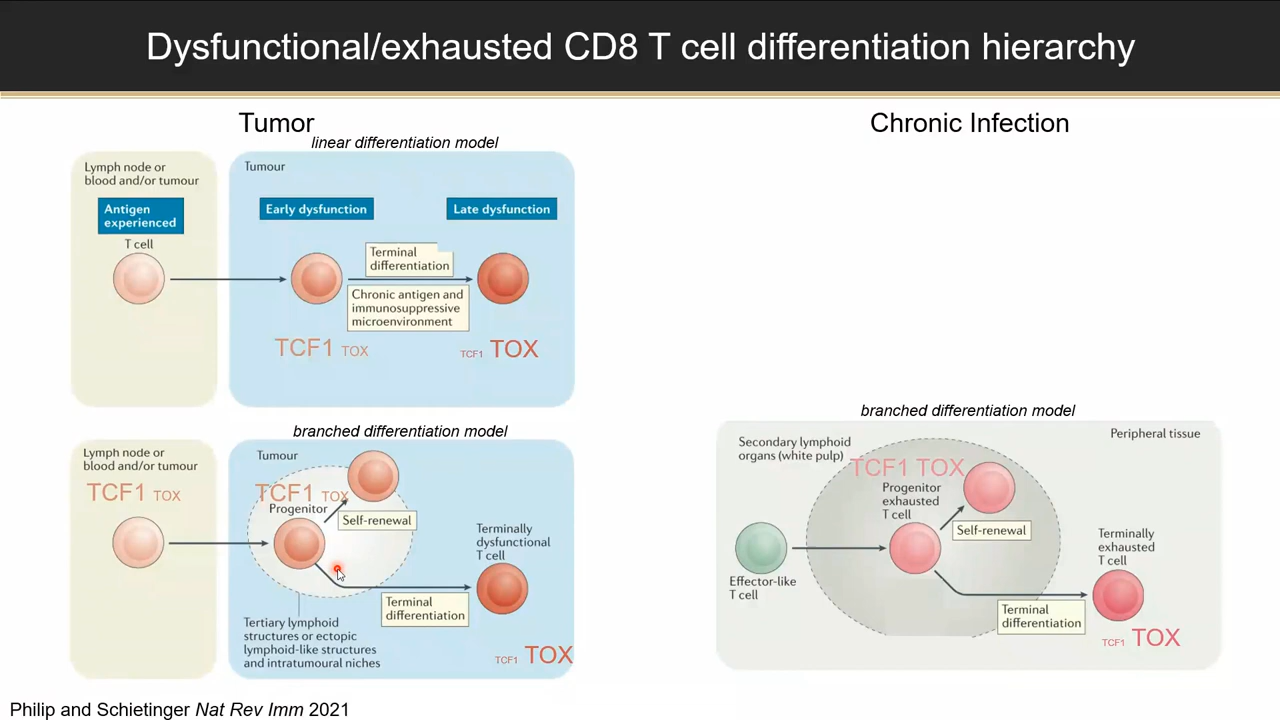 Dysfunctional/exhausted CD8 T cell differentiation hierarchy
Tumor
linear differentiation model
Lymph node or
blood and/or tumour
Antigen
experienced
T cell
Tumour
Early dysfunction
Late dysfunction
Terminal
differentiation
Chronic antigen and
immunosuppressive
microenvironment
TCF1 TOX
TCF1 TOX
branched differentiation model
Lymph node or
blood and/or tumour
TCF1 TOX
Tumour
TCF1 TOX
Progenitor
Self-renewal
Terminally
dysfunctional
T cell
Terminal
differentiation
Tertiary lymphoid
structures or ectopic
lymphoid-like structures
and intratumoural niches
TCF1 TOX
Chronic Infection
branched differentiation model
Secondary lymphoid
organs (white pulp)
Peripheral tissue
TCF1 TOX
Progenitor
exhausted
T cell
Self-renewal
Effector-like
T cell
Terminally
exhausted
T cell
Terminal
differentiation
TCF1 TOX
Philip and Schietinger Nat Rev Imm 2021